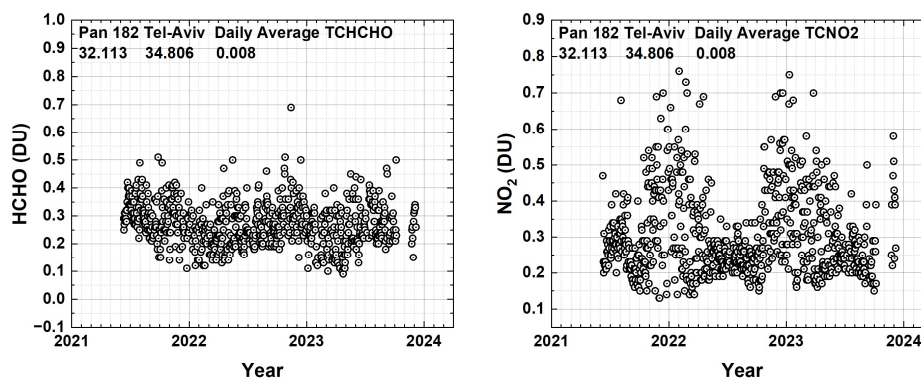 Pan 182 Tel-Aviv Daily Average TCHCHO
32.113 34.806 0.008
1.0
0.9
0.8
0.7
0.6
0.5
0.4
0.3
0.2
0.1
0.0
−0.1
HCHO (DU)
2021 2022 2023 2024
Year
Pan 182 Tel-Aviv Daily Average TCNO2
32.113 34.806 0.008
0.9
0.8
0.7
0.6
0.5
0.4
0.3
0.2
0.1
NO₂ (DU)
2021 2022 2023 2024
Year